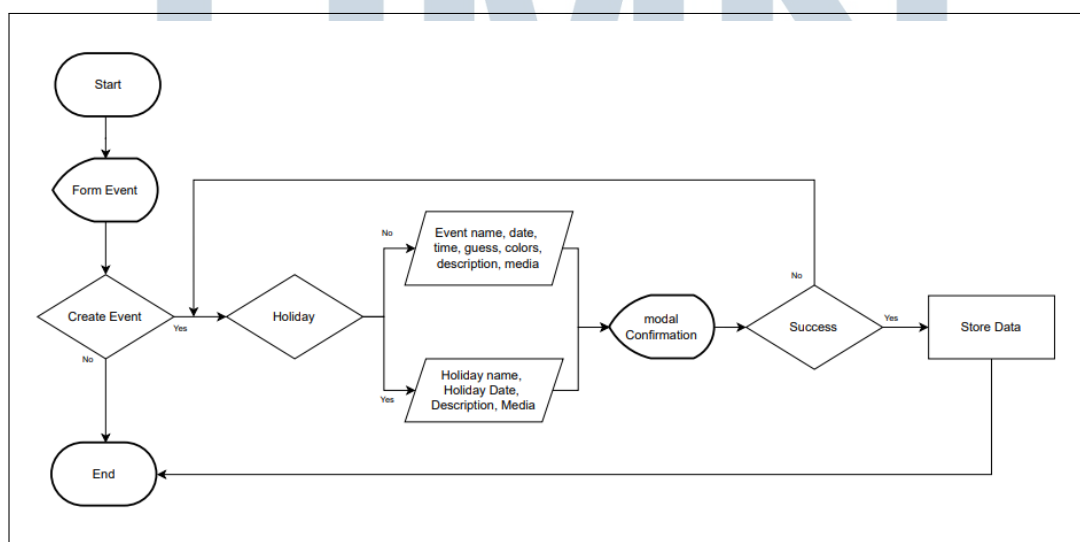 Start
Form Event
Create Event
Yes
No
End
Holiday
No
Event name, date,
time, guess, colors,
description, media
Yes
Holiday name,
Holiday Date,
Description, Media
modal
Confirmation
Success
No
Yes
Store Data